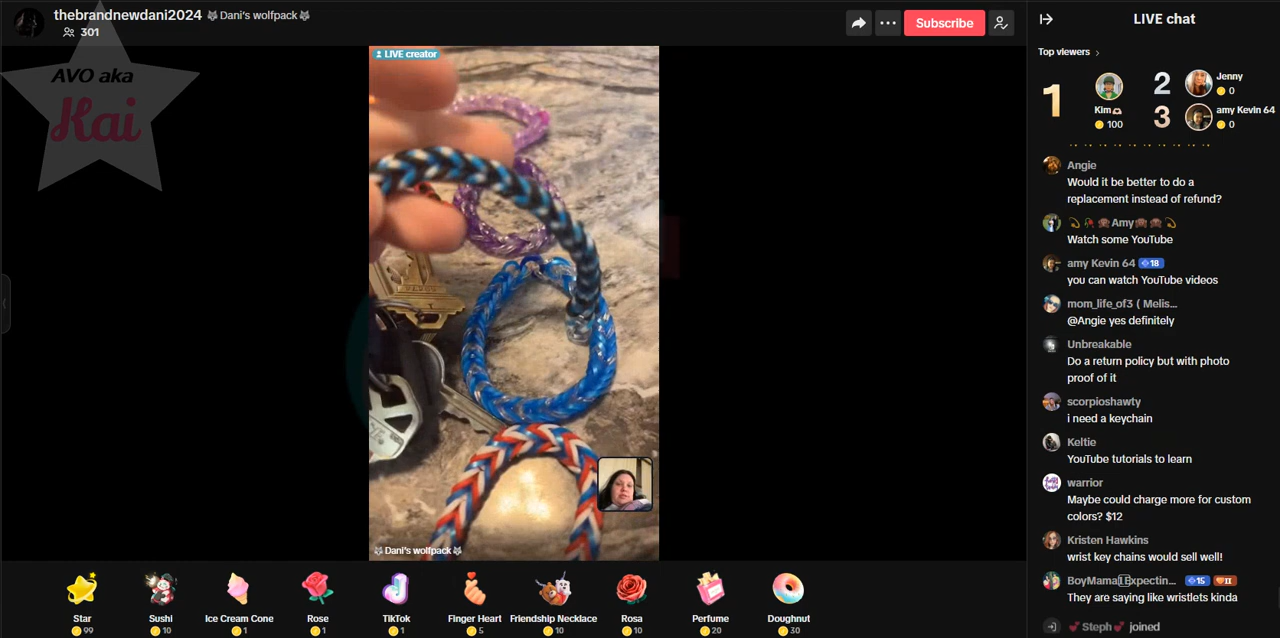 thebrandnewdani2024 🐺Dani's wolfpack🐺
301
Subscribe
AVO aka
Kai
LIVE creator
🐺Dani's wolfpack🐺
Star
99
Sushi
10
Ice Cream Cone
1
Rose
1
TikTok
1
Finger Heart
5
Friendship Necklace
10
Rosa
10
Perfume
20
Doughnut
30
LIVE chat
Top viewers >
1
Kim
100
2
Jenny
0
3
amy Kevin 64
0
Angie
Would it be better to do a
replacement instead of refund?
Amy
Watch some YouTube
amy Kevin 64 18
you can watch YouTube videos
mom_life_of3 ( Melis...
@Angie yes definitely
Unbreakable
Do a return policy but with photo
proof of it
scorpioshawty
i need a keychain
Keltie
YouTube tutorials to learn
warrior
Maybe could charge more for custom
colors? $12
Kristen Hawkins
wrist key chains would sell well!
BoyMama Expectin... 15 II
They are saying like wristlets kinda
💕Steph💕 joined